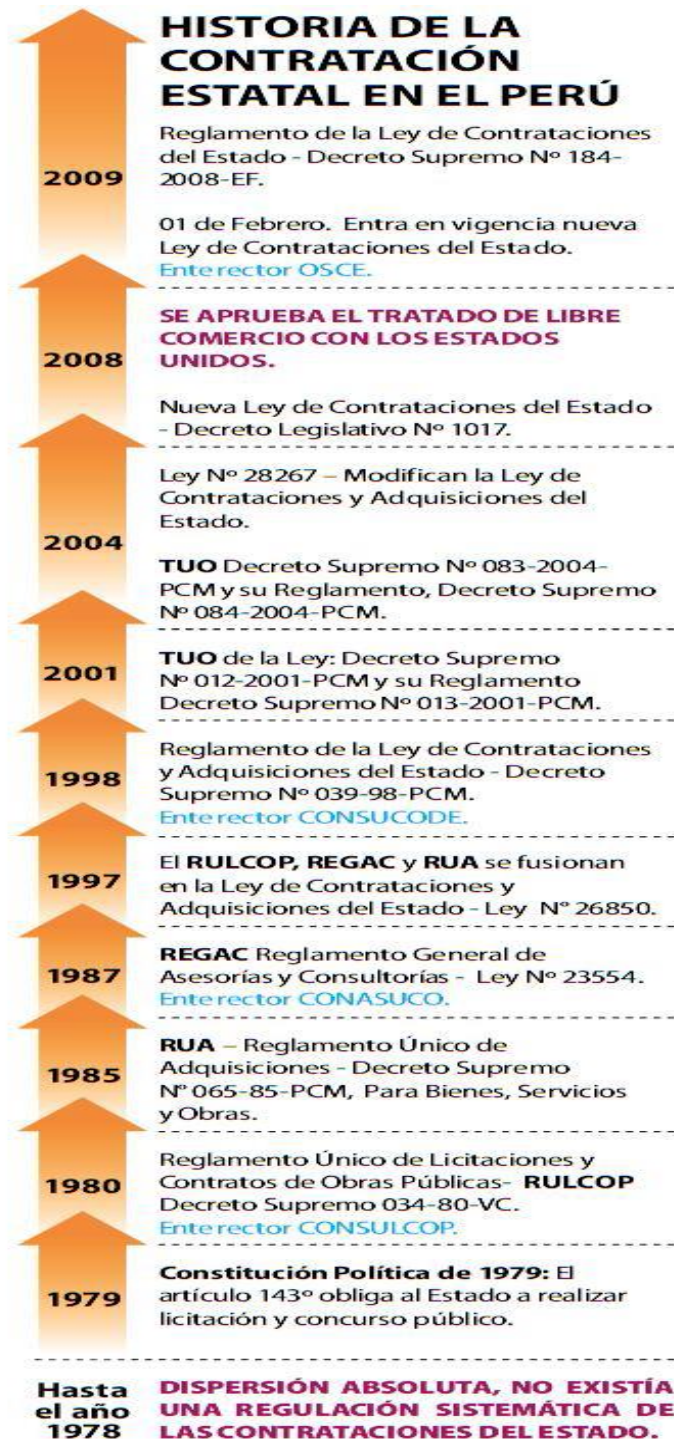 HISTORIA DE LA
CONTRATACIÓN
ESTATAL EN EL PERÚ
2009
Reglamento de la Ley de Contrataciones
del Estado - Decreto Supremo Nº 184-
2008-EF.
01 de Febrero. Entra en vigencia nueva
Ley de Contrataciones del Estado.
Ente rector OSCE.
2008
SE APRUEBA EL TRATADO DE LIBRE
COMERCIO CON LOS ESTADOS
UNIDOS.
Nueva Ley de Contrataciones del Estado
- Decreto Legislativo Nº 1017.
2004
Ley Nº 28267 – Modifican la Ley de
Contrataciones y Adquisiciones del
Estado.
TUO Decreto Supremo Nº 083-2004-
PCM y su Reglamento, Decreto Supremo
Nº 084-2004-PCM.
2001
TUO de la Ley: Decreto Supremo
Nº 012-2001-PCM y su Reglamento
Decreto Supremo Nº 013-2001-PCM.
1998
Reglamento de la Ley de Contrataciones
y Adquisiciones del Estado - Decreto
Supremo Nº 039-98-PCM.
Ente rector CONSUCODE.
1997
El RULCOP, REGAC y RUA se fusionan
en la Ley de Contrataciones y
Adquisiciones del Estado - Ley N° 26850.
1987
REGAC Reglamento General de
Asesorías y Consultorías - Ley Nº 23554.
Ente rector CONASUCO.
1985
RUA – Reglamento Único de
Adquisiciones - Decreto Supremo
N° 065-85-PCM, Para Bienes, Servicios
y Obras.
1980
Reglamento Único de Licitaciones y
Contratos de Obras Públicas- RULCOP
Decreto Supremo 034-80-VC.
Ente rector CONSULCOP.
1979
Constitución Política de 1979: El
artículo 143º obliga al Estado a realizar
licitación y concurso público.
Hasta
el año
1978
DISPERSIÓN ABSOLUTA, NO EXISTÍA
UNA REGULACIÓN SISTEMÁTICA DE
LAS CONTRATACIONES DEL ESTADO.